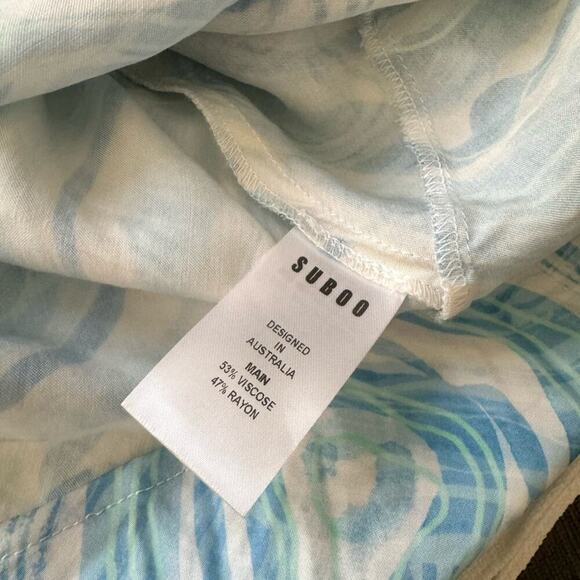 SUBOO
DESIGNED
IN
AUSTRALIA
MAIN
53% VISCOSE
47% RAYON